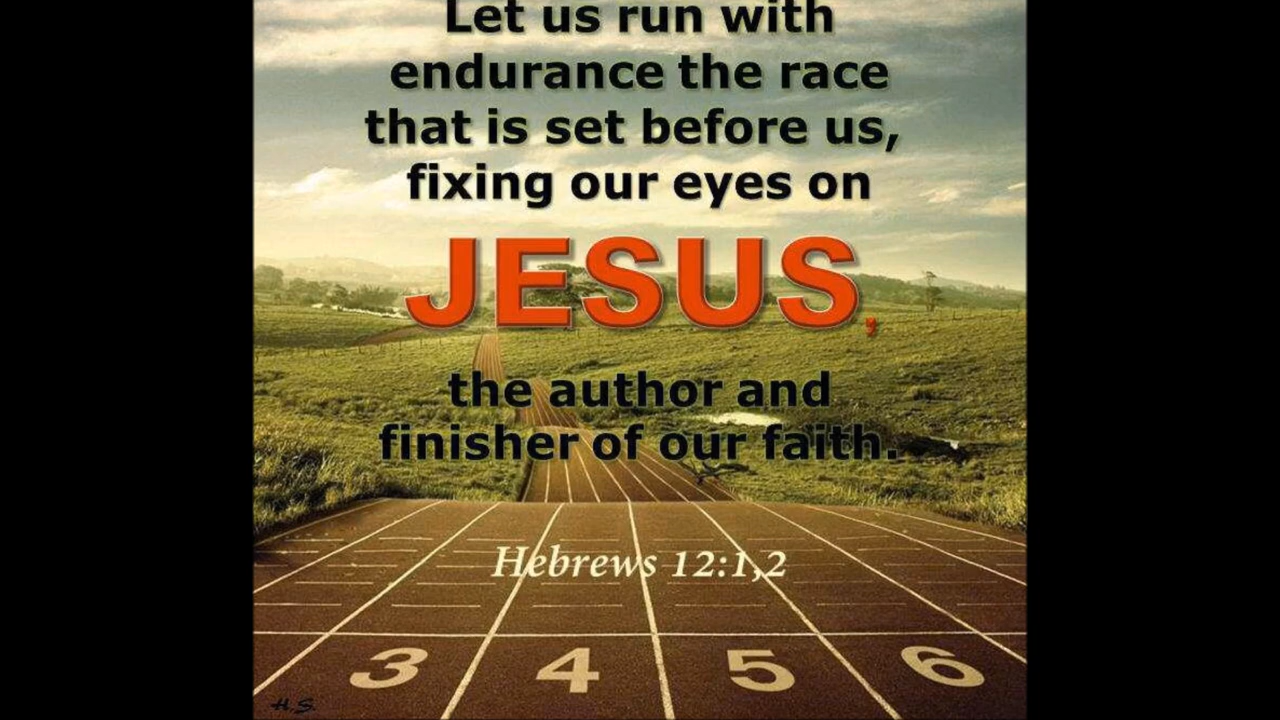 Let us run with
endurance the race
that is set before us,
fixing our eyes on
JESUS,
the author and
finisher of our faith.
Hebrews 12:1,2
3 4 5 6
H.S.